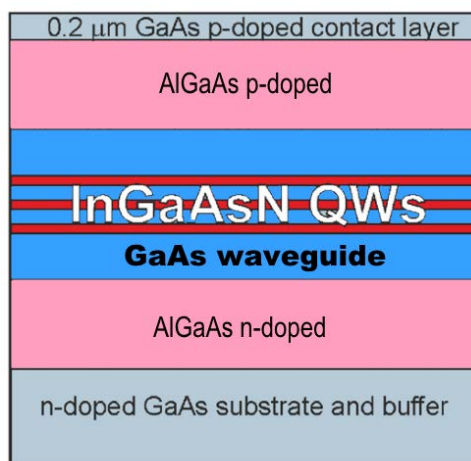 0.2 μm GaAs p-doped contact layer
AlGaAs p-doped
InGaAsN QWs
GaAs waveguide
AlGaAs n-doped
n-doped GaAs substrate and buffer